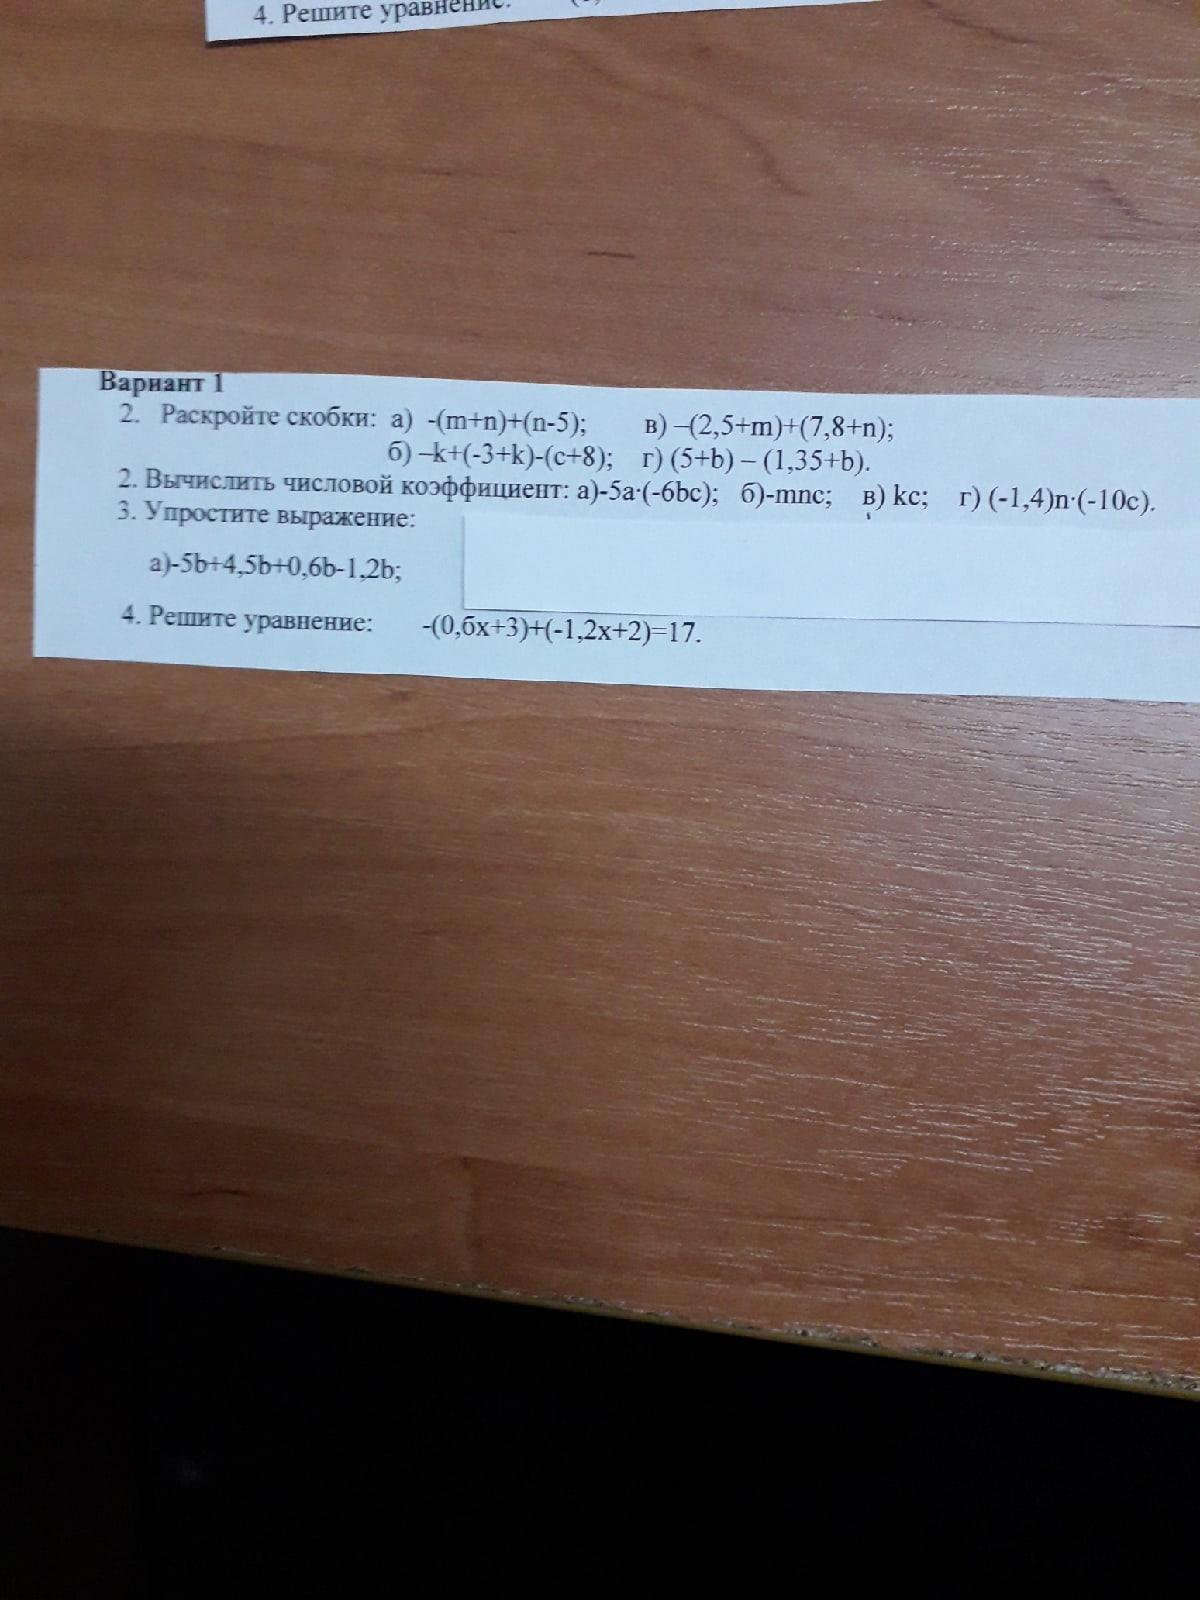 4. Решите уравнение:
Вариант 1
2. Раскройте скобки: а) -(m+n)+(n-5); в) –(2,5+m)+(7,8+n);
б) –k+(-3+k)-(c+8); г) (5+b) – (1,35+b).
2. Вычислить числовой коэффициент: а)-5a·(-6bc); б)-mnc; в) kc; г) (-1,4)n·(-10c).
3. Упростите выражение:
а)-5b+4,5b+0,6b-1,2b;
4. Решите уравнение: -(0,6x+3)+(-1,2x+2)=17.